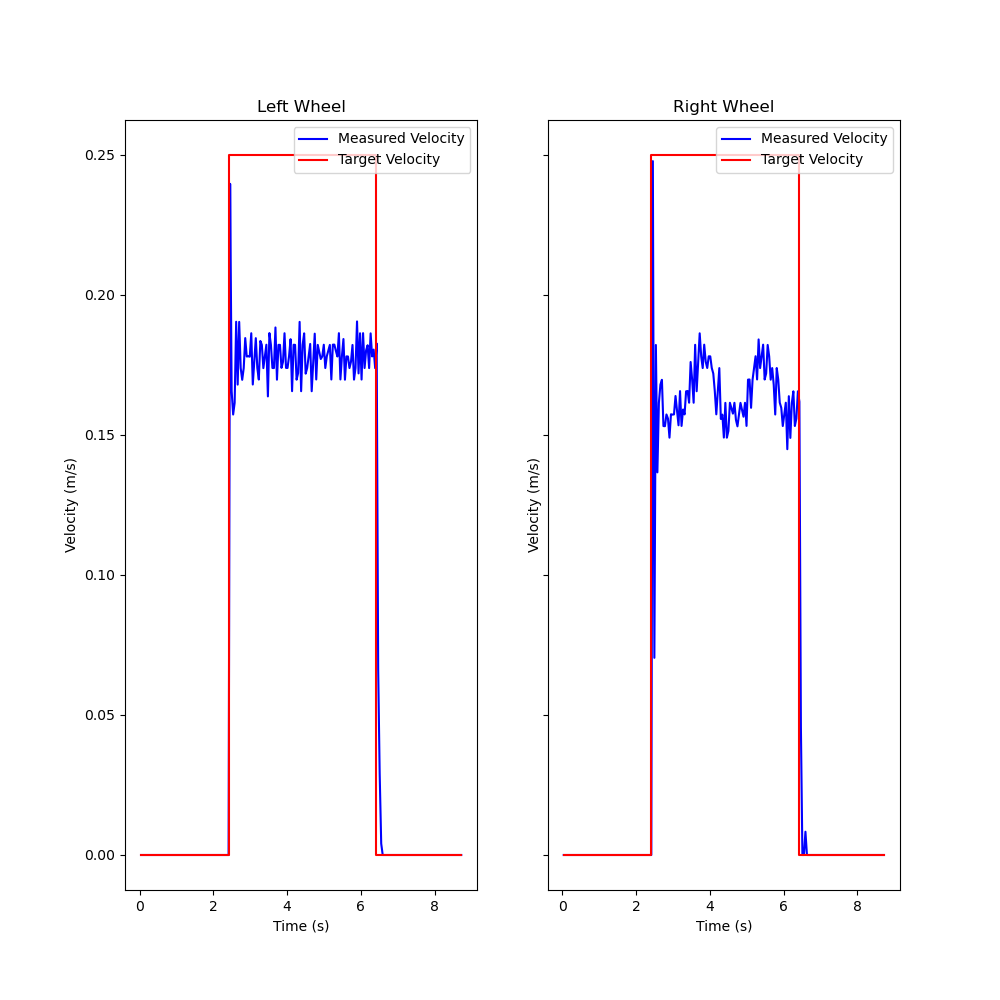 Left Wheel
Measured Velocity
Target Velocity
Velocity (m/s)
0.25
0.20
0.15
0.10
0.05
0.00
0 2 4 6 8
Time (s)
Right Wheel
Measured Velocity
Target Velocity
Velocity (m/s)
0 2 4 6 8
Time (s)